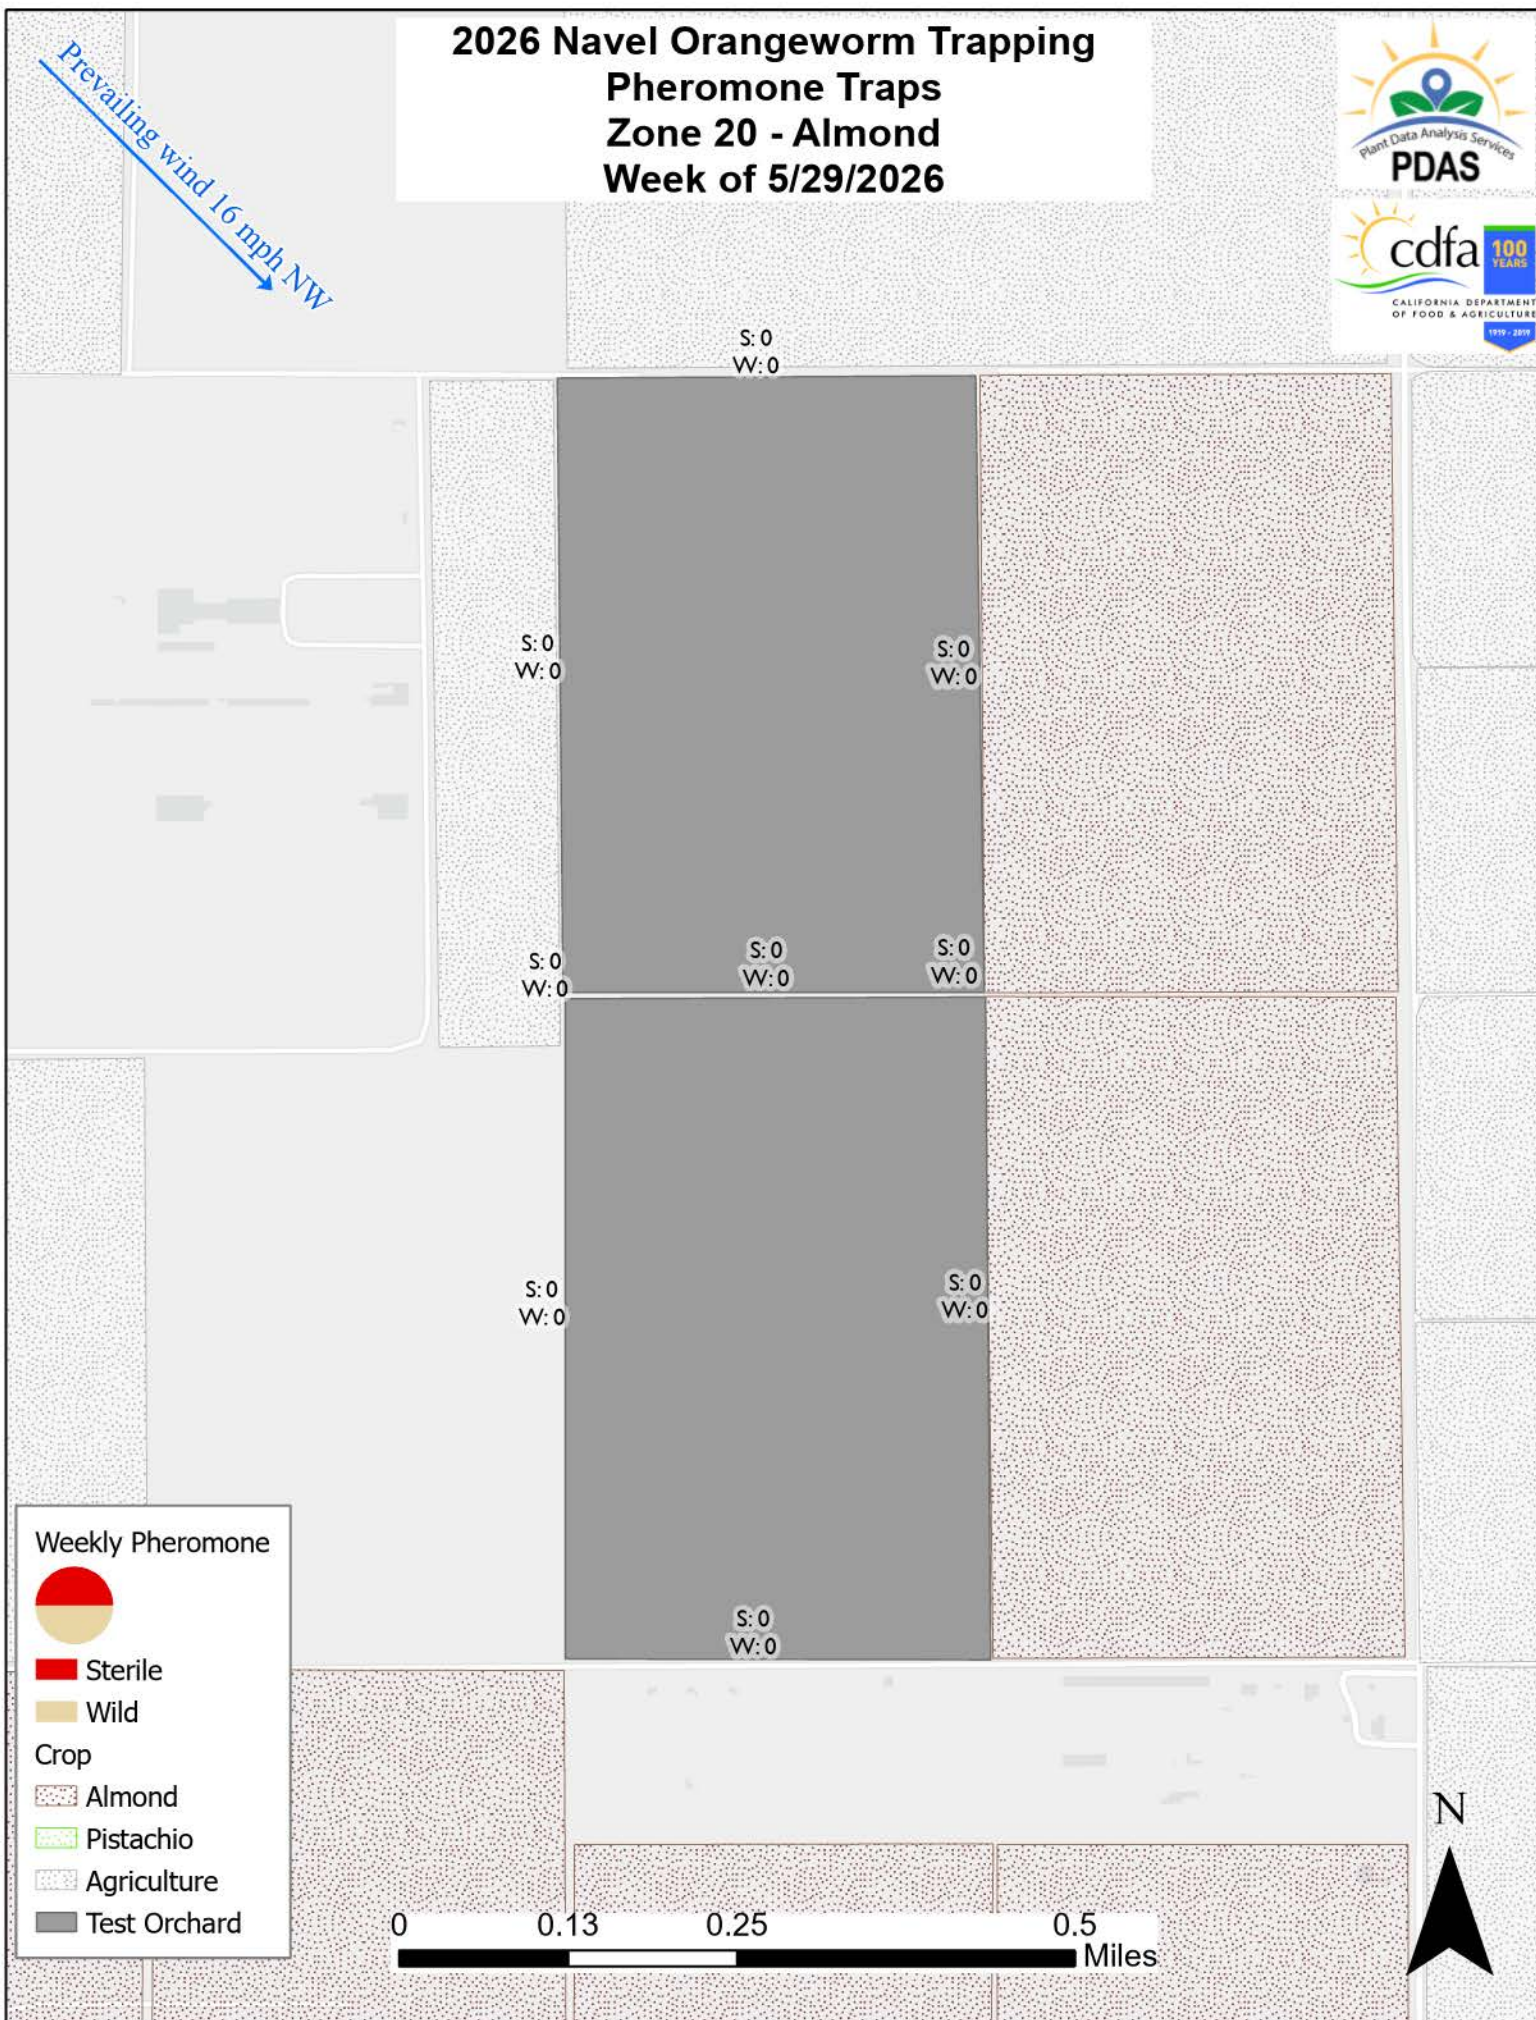 2026 Navel Orangeworm Trapping
Pheromone Traps
Zone 20 - Almond
Week of 5/29/2026
Prevailing wind 16 mph NW
Plant Data Analysis Services
PDAS
cdfa
100
YEARS
CALIFORNIA DEPARTMENT
OF FOOD & AGRICULTURE
1919 - 2019
S: 0
W: 0
S: 0
W: 0
S: 0
W: 0
S: 0
W: 0
S: 0
W: 0
S: 0
W: 0
S: 0
W: 0
S: 0
W: 0
S: 0
W: 0
Weekly Pheromone
Sterile
Wild
Crop
Almond
Pistachio
Agriculture
Test Orchard
0 0.13 0.25 0.5
Miles
N